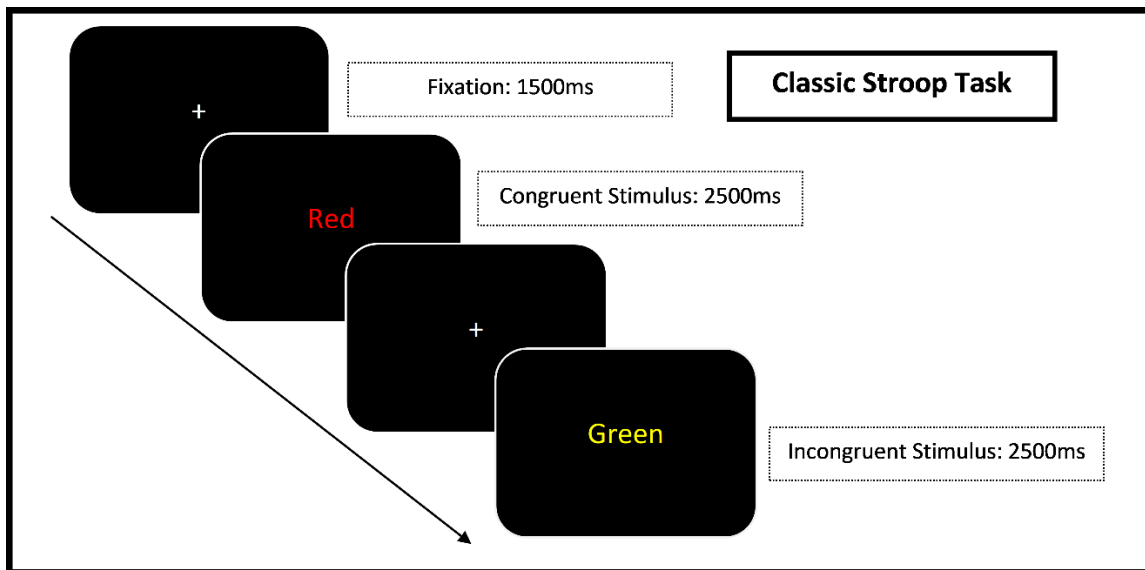 Classic Stroop Task
+
Fixation: 1500ms
Red
Congruent Stimulus: 2500ms
+
Green
Incongruent Stimulus: 2500ms